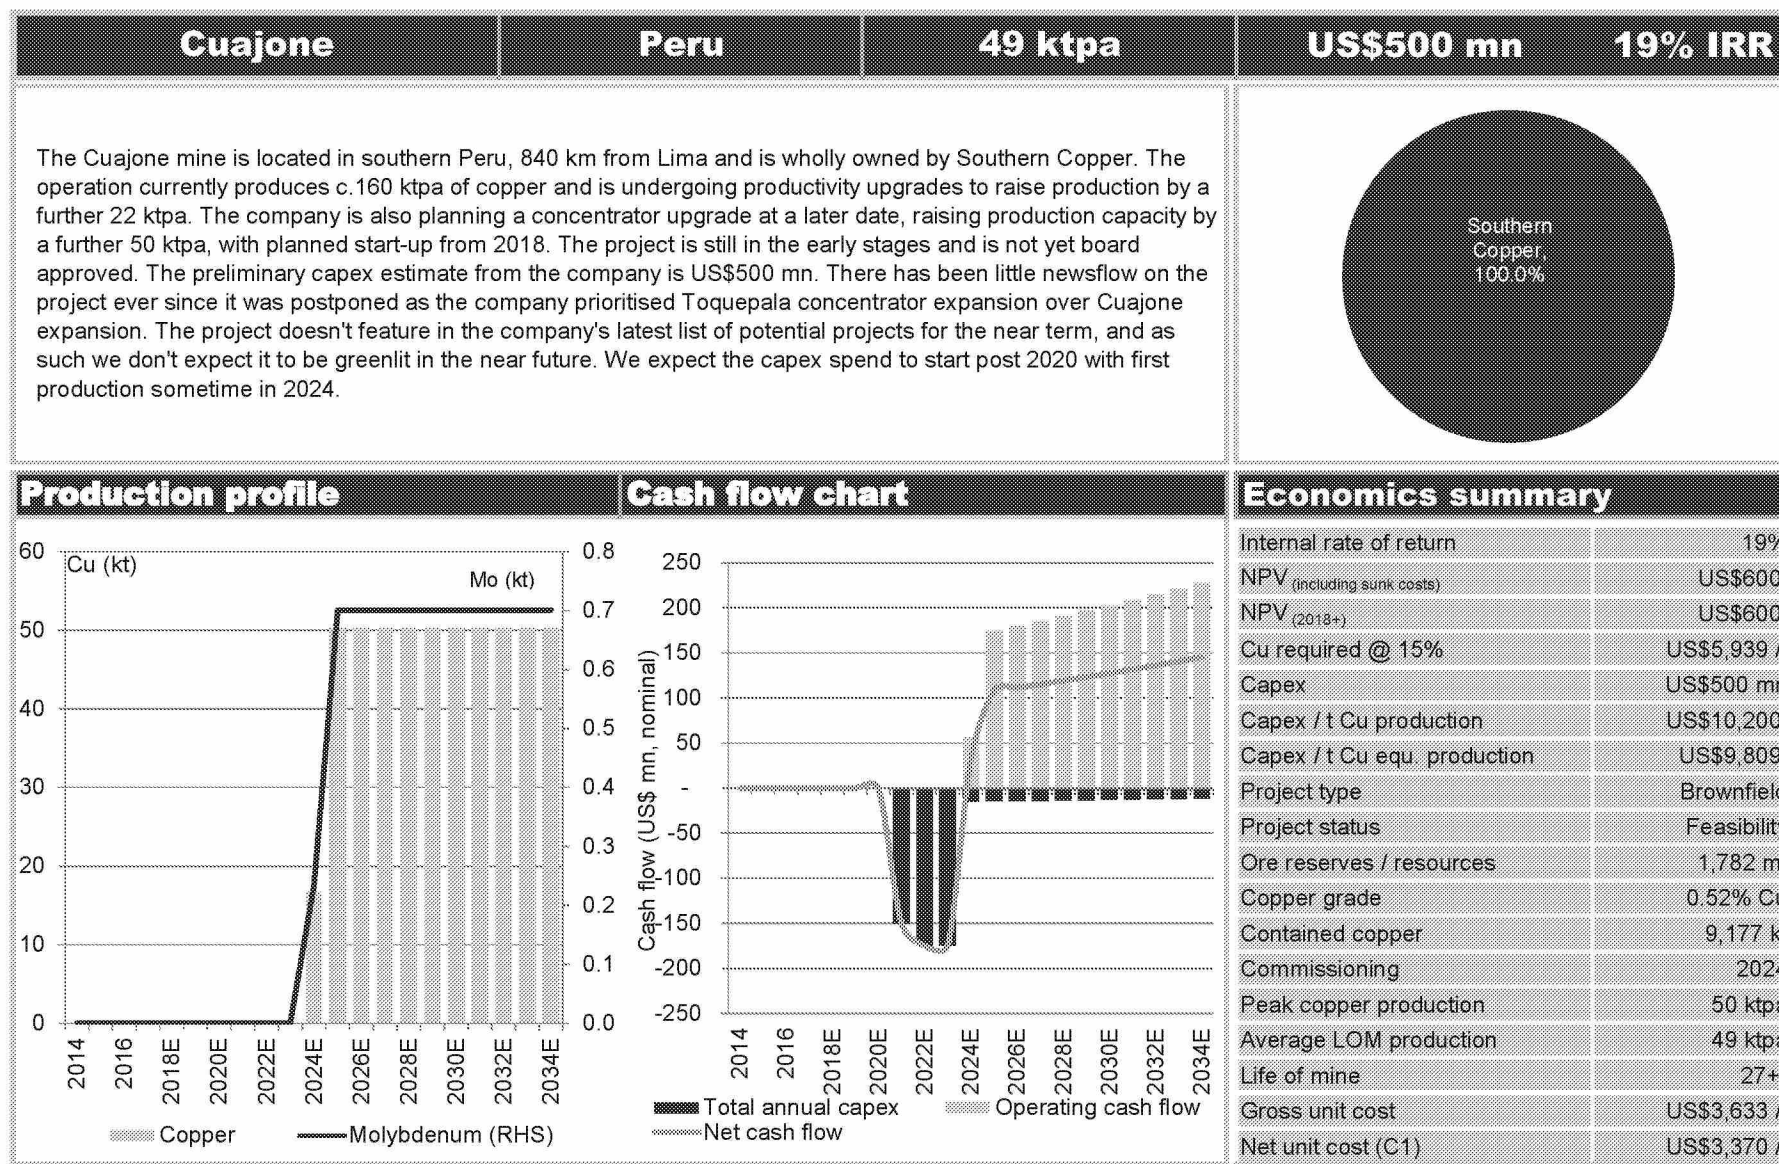 Cuajone Peru 49 ktpa US$500 mn 19% IRR
The Cuajone mine is located in southern Peru, 840 km from Lima and is wholly owned by Southern Copper. The
operation currently produces c.160 ktpa of copper and is undergoing productivity upgrades to raise production by a
further 22 ktpa. The company is also planning a concentrator upgrade at a later date, raising production capacity by
a further 50 ktpa, with planned start-up from 2018. The project is still in the early stages and is not yet board
approved. The preliminary capex estimate from the company is US$500 mn. There has been little newsflow on the
project ever since it was postponed as the company prioritised Toquepala concentrator expansion over Cuajone
expansion. The project doesn't feature in the company's latest list of potential projects for the near term, and as
such we don't expect it to be greenlit in the near future. We expect the capex spend to start post 2020 with first
production sometime in 2024.
Southern
Copper,
100.0%
Production profile
Cu (kt)
Mo (kt)
60
50
40
30
20
10
0
0.8
0.7
0.6
0.5
0.4
0.3
0.2
0.1
0.0
2014
2016
2018E
2020E
2022E
2024E
2026E
2028E
2030E
2032E
2034E
Copper
Molybdenum (RHS)
Cash flow chart
Cash flow (US$ mn, nominal)
250
200
150
100
50
-
-50
-100
-150
-200
-250
2014
2016
2018E
2020E
2022E
2024E
2026E
2028E
2030E
2032E
2034E
Total annual capex
Operating cash flow
Net cash flow
Economics summary
Internal rate of return 19%
NPV (including sunk costs) US$600
NPV (2018+) US$600
Cu required @ 15% US$5,939 /
Capex US$500 mn
Capex / t Cu production US$10,200
Capex / t Cu equ. production US$9,809
Project type Brownfield
Project status Feasibility
Ore reserves / resources 1,782 m
Copper grade 0.52% Cu
Contained copper 9,177 k
Commissioning 2024
Peak copper production 50 ktpa
Average LOM production 49 ktpa
Life of mine 27+
Gross unit cost US$3,633 /
Net unit cost (C1) US$3,370 /